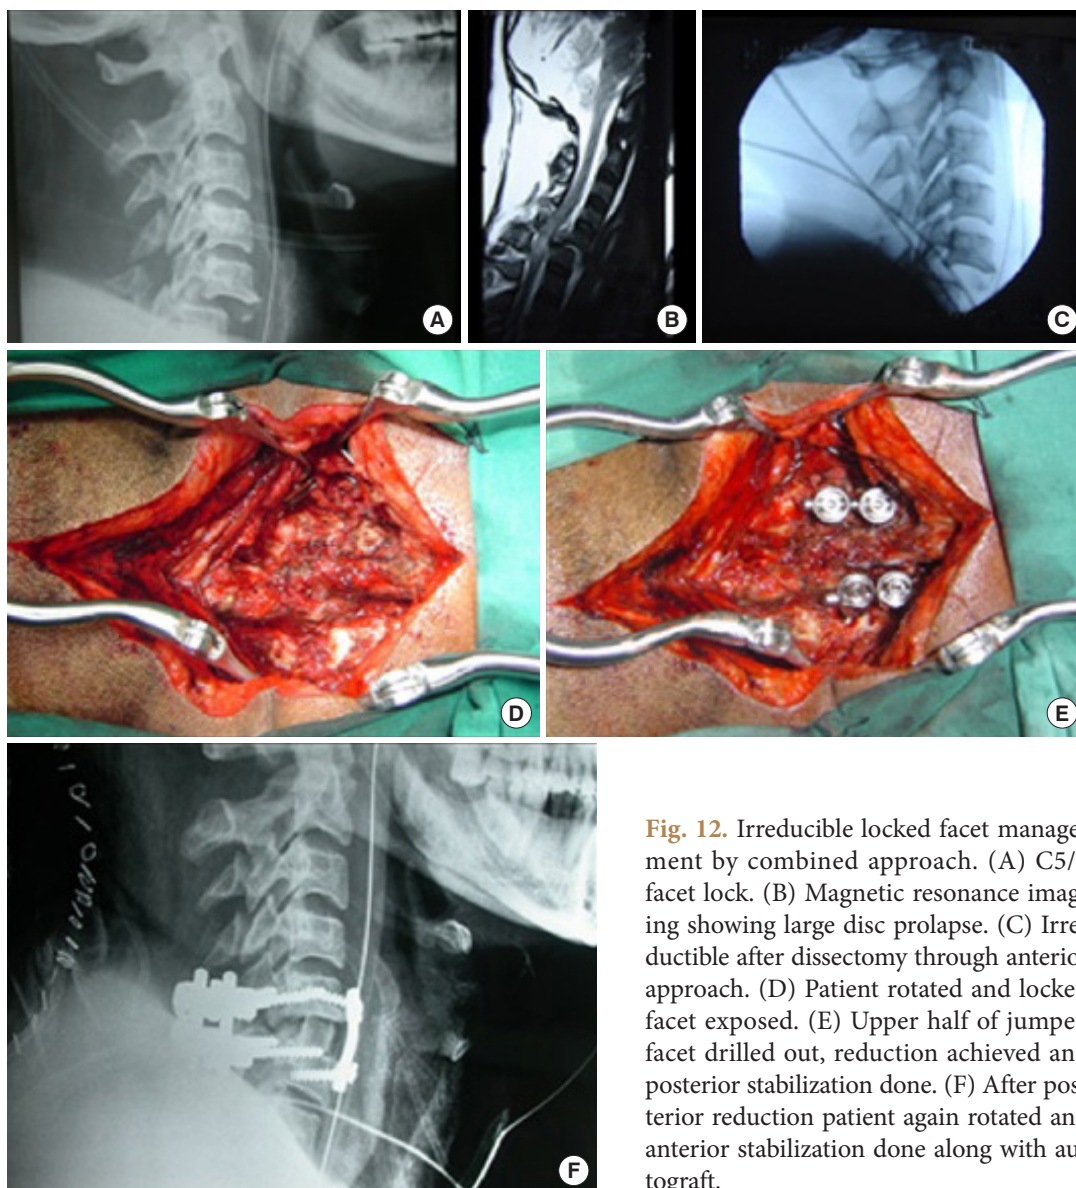 A
B
C
D
E
F
Fig. 12. Irreducible locked facet manage
ment by combined approach. (A) C5/
facet lock. (B) Magnetic resonance imag
ing showing large disc prolapse. (C) Irre
ductible after dissectomy through anterio
approach. (D) Patient rotated and locke
facet exposed. (E) Upper half of jumpe
facet drilled out, reduction achieved an
posterior stabilization done. (F) After pos
terior reduction patient again rotated an
anterior stabilization done along with au
tograft.